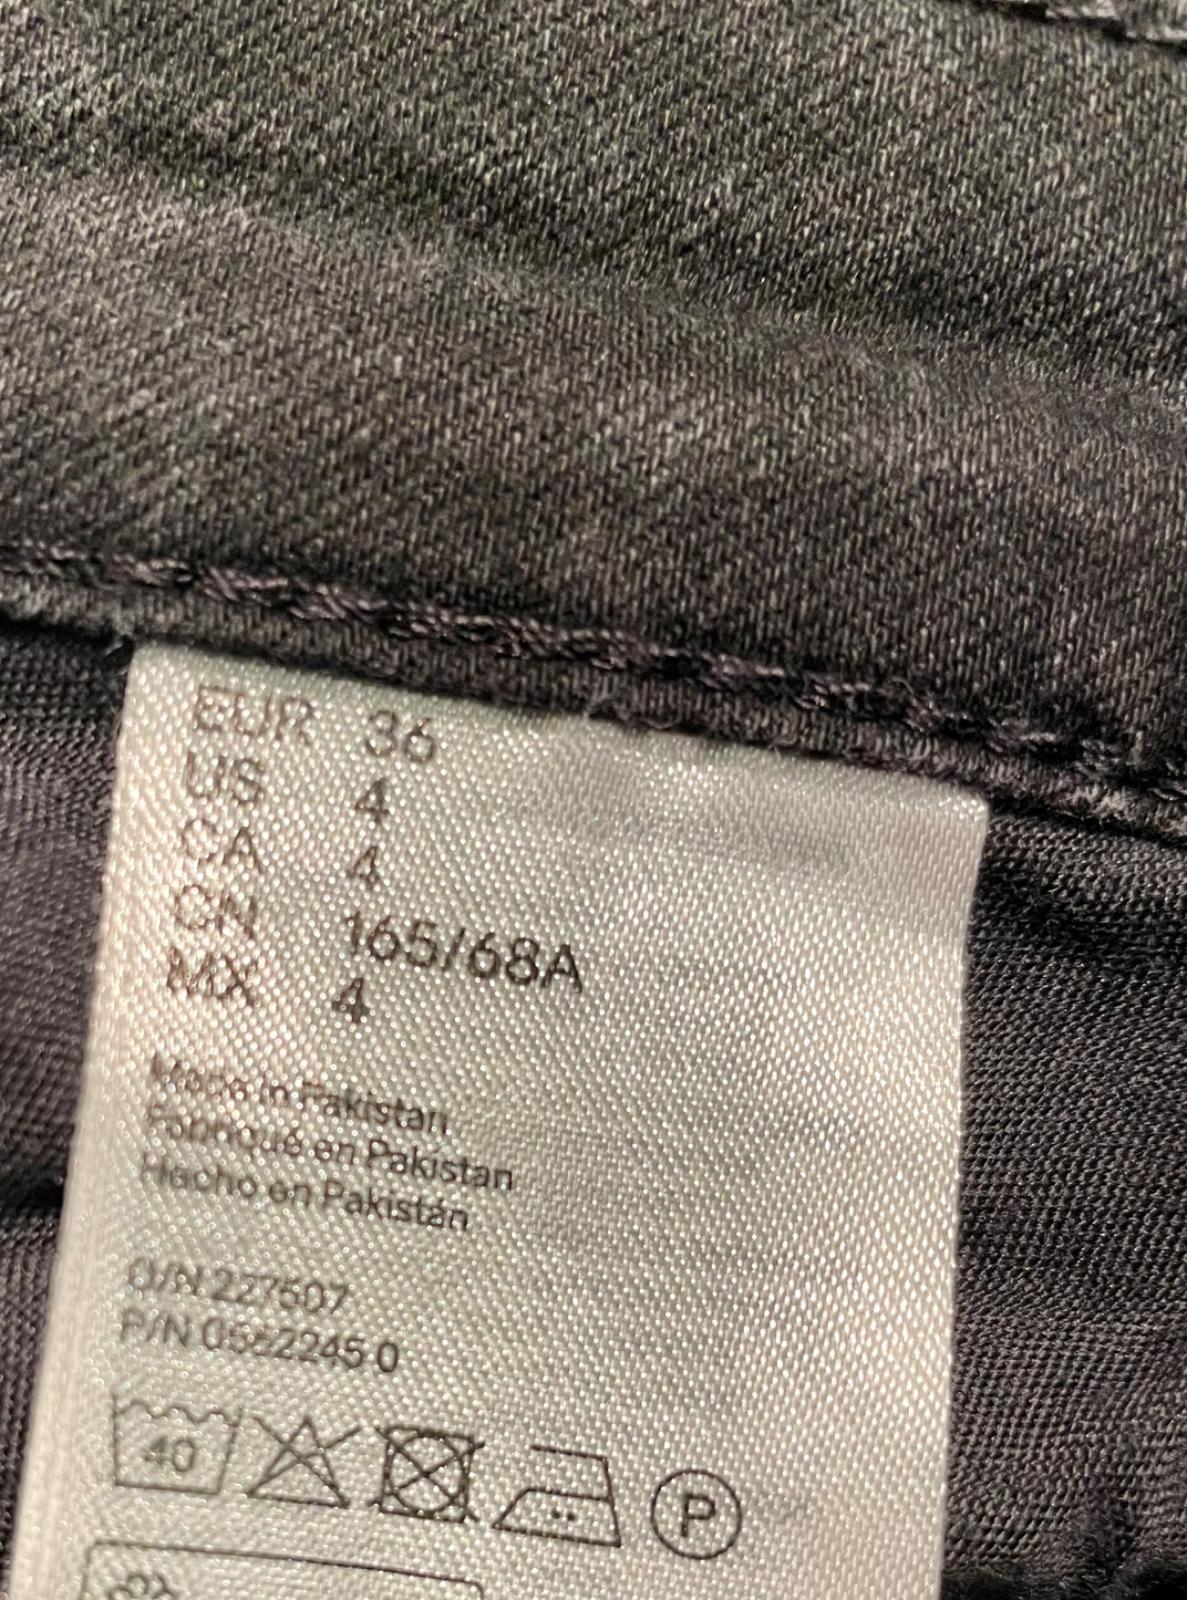 EUR 36
US 4
CA 4
CN 165/68A
MX 4
Made in Pakistan
Fabriqué en Pakistan
Hecho en Pakistán
O/N 227507
P/N
40
P